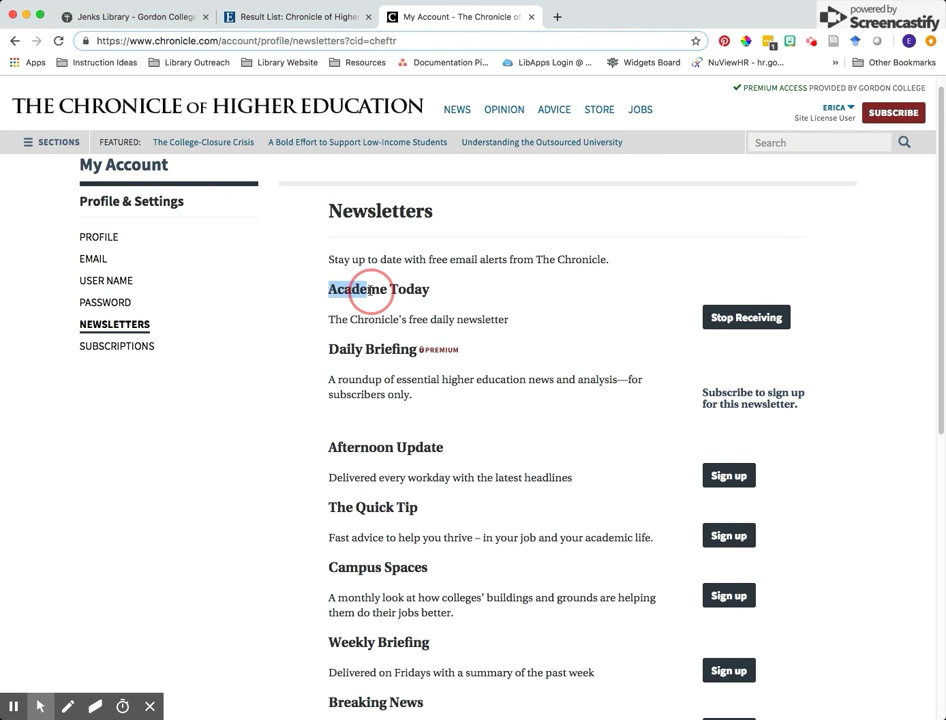 Jenks Library - Gordon Colleg
Result List: Chronicle of Highe
My Account - The Chronicle of
powered by
Screencastify
https://www.chronicle.com/account/profile/newsletters?cid=cheftr
Apps
Instruction Ideas
Library Outreach
Library Website
Resources
Documentation Pi...
LibApps Login @ ...
Widgets Board
NuViewHR - hr.go...
»
Other Bookmarks
PREMIUM ACCESS PROVIDED BY GORDON COLLEGE
THE CHRONICLE OF HIGHER EDUCATION
NEWS OPINION ADVICE STORE JOBS
ERICA
Site License User
SUBSCRIBE
SECTIONS
FEATURED: The College-Closure Crisis A Bold Effort to Support Low-Income Students Understanding the Outsourced University
Search
My Account
Profile & Settings
PROFILE
EMAIL
USER NAME
PASSWORD
NEWSLETTERS
SUBSCRIPTIONS
Newsletters
Stay up to date with free email alerts from The Chronicle.
Academe Today
The Chronicle's free daily newsletter
Stop Receiving
Daily Briefing PREMIUM
A roundup of essential higher education news and analysis—for
subscribers only.
Subscribe to sign up
for this newsletter.
Afternoon Update
Delivered every workday with the latest headlines
Sign up
The Quick Tip
Fast advice to help you thrive – in your job and your academic life.
Sign up
Campus Spaces
A monthly look at how colleges' buildings and grounds are helping
them do their jobs better.
Sign up
Weekly Briefing
Delivered on Fridays with a summary of the past week
Sign up
Breaking News